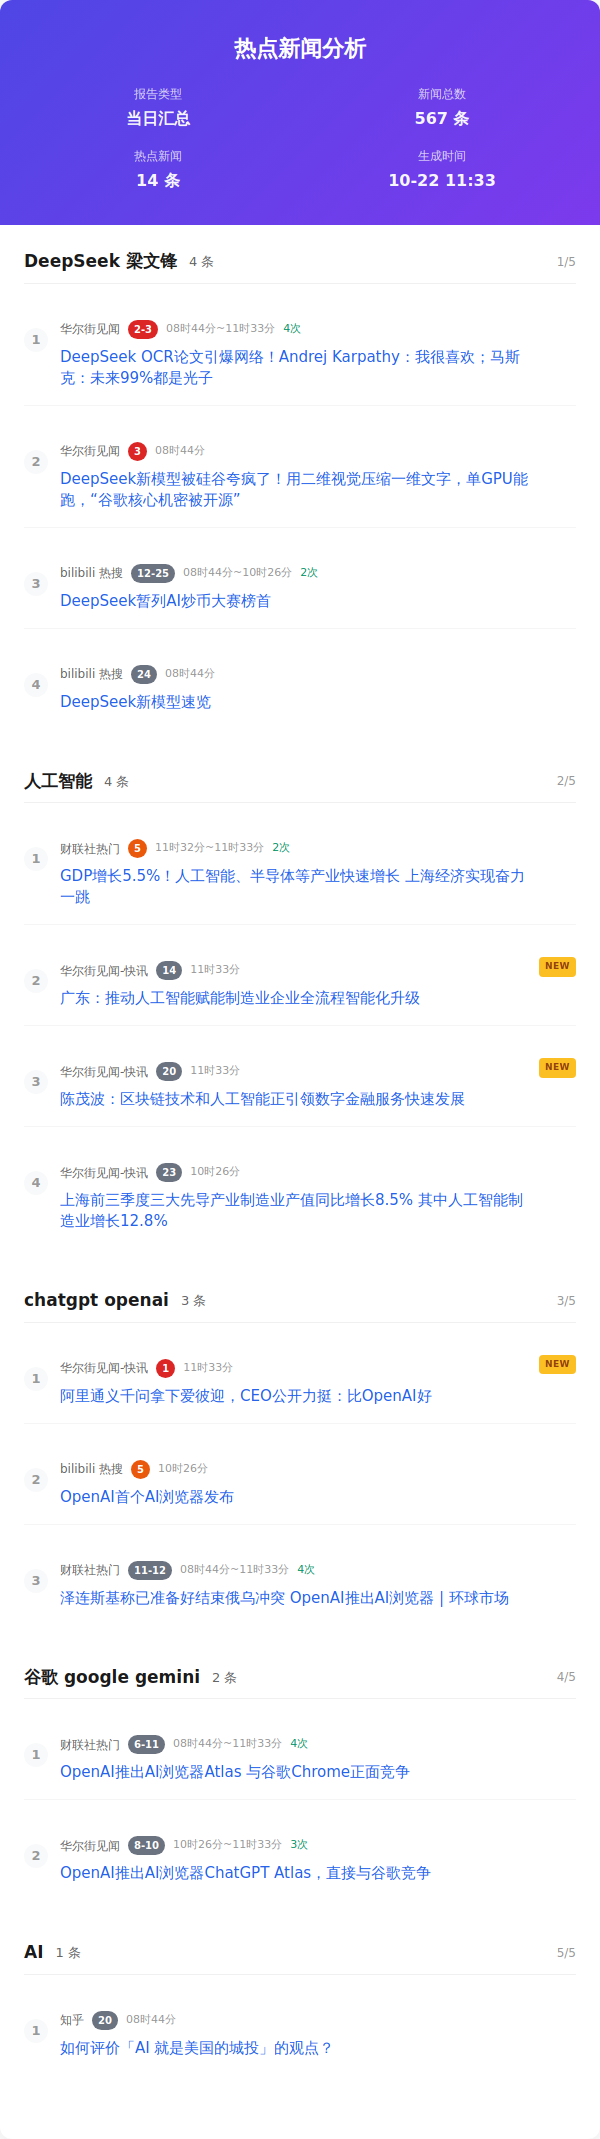 热点新闻分析
报告类型
新闻总数
当日汇总
567 条
热点新闻
生成时间
14 条
10-22 11:33
DeepSeek 梁文锋 4 条 1/5
1
华尔街见闻 2-3 08时44分~11时33分 4次
DeepSeek OCR论文引爆网络！Andrej Karpathy：我很喜欢；马斯
克：未来99%都是光子
2
华尔街见闻 3 08时44分
DeepSeek新模型被硅谷夸疯了！用二维视觉压缩一维文字，单GPU能
跑，“谷歌核心机密被开源”
3
bilibili 热搜 12-25 08时44分~10时26分 2次
DeepSeek暂列AI炒币大赛榜首
4
bilibili 热搜 24 08时44分
DeepSeek新模型速览
人工智能 4 条 2/5
1
财联社热门 5 11时32分~11时33分 2次
GDP增长5.5%！人工智能、半导体等产业快速增长 上海经济实现奋力
一跳
2
华尔街见闻-快讯 14 11时33分 NEW
广东：推动人工智能赋能制造业企业全流程智能化升级
3
华尔街见闻-快讯 20 11时33分 NEW
陈茂波：区块链技术和人工智能正引领数字金融服务快速发展
4
华尔街见闻-快讯 23 10时26分
上海前三季度三大先导产业制造业产值同比增长8.5% 其中人工智能制
造业增长12.8%
chatgpt openai 3 条 3/5
1
华尔街见闻-快讯 1 11时33分 NEW
阿里通义千问拿下爱彼迎，CEO公开力挺：比OpenAI好
2
bilibili 热搜 5 10时26分
OpenAI首个AI浏览器发布
3
财联社热门 11-12 08时44分~11时33分 4次
泽连斯基称已准备好结束俄乌冲突 OpenAI推出AI浏览器 | 环球市场
谷歌 google gemini 2 条 4/5
1
财联社热门 6-11 08时44分~11时33分 4次
OpenAI推出AI浏览器Atlas 与谷歌Chrome正面竞争
2
华尔街见闻 8-10 10时26分~11时33分 3次
OpenAI推出AI浏览器ChatGPT Atlas，直接与谷歌竞争
AI 1 条 5/5
1
知乎 20 08时44分
如何评价「AI 就是美国的城投」的观点？